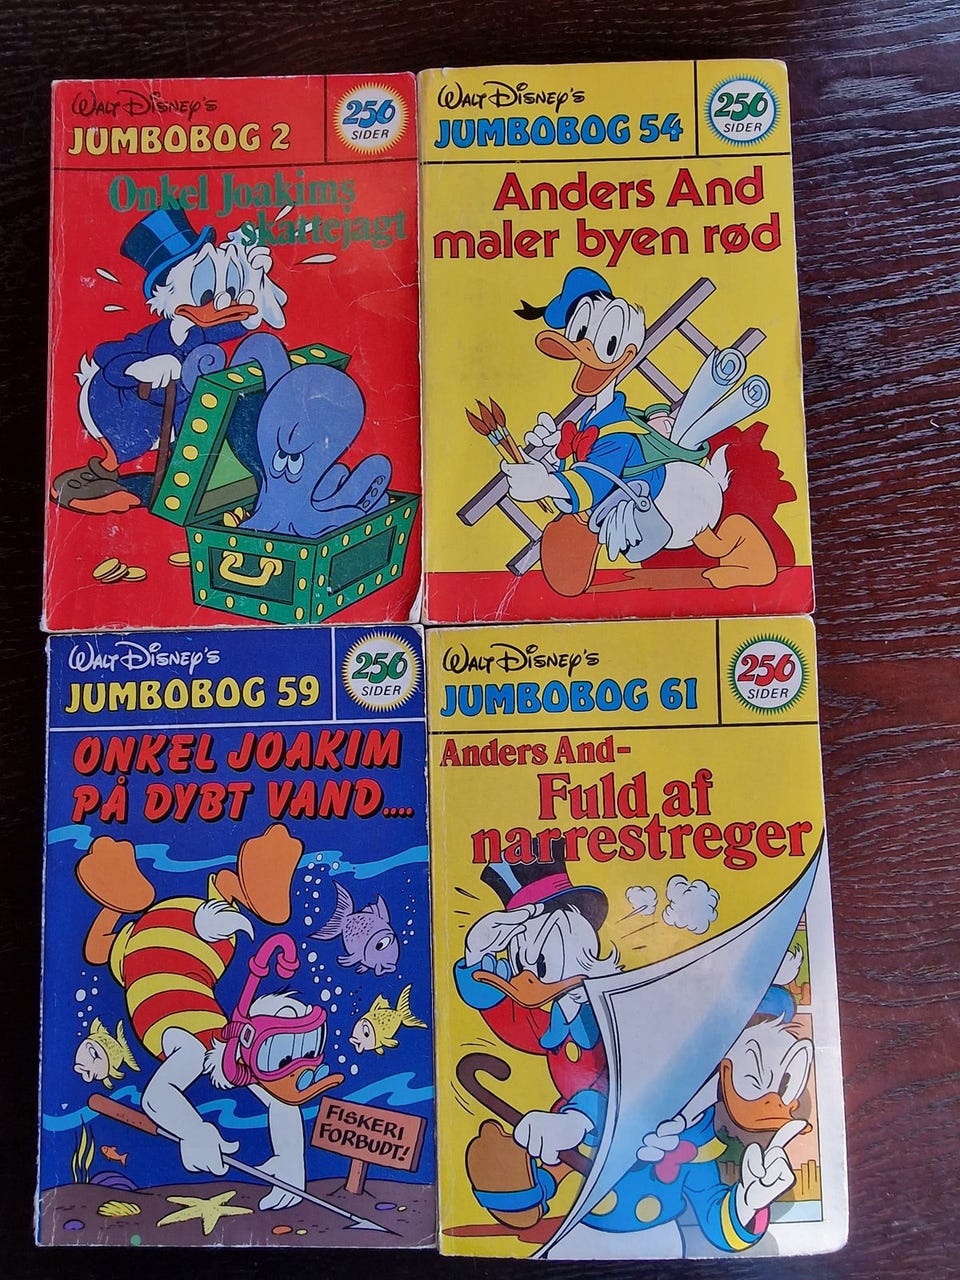 Walt Disney's
JUMBOBOG 2
256
SIDER
Onkel Joakims
skattejagt
Walt Disney's
JUMBOBOG 54
256
SIDER
Anders And
maler byen rød
Walt Disney's
JUMBOBOG 59
256
SIDER
ONKEL JOAKIM
PÅ DYBT VAND....
FISKERI
FORBUDT!
Walt Disney's
JUMBOBOG 61
256
SIDER
Anders And-
Fuld af
narrestreger